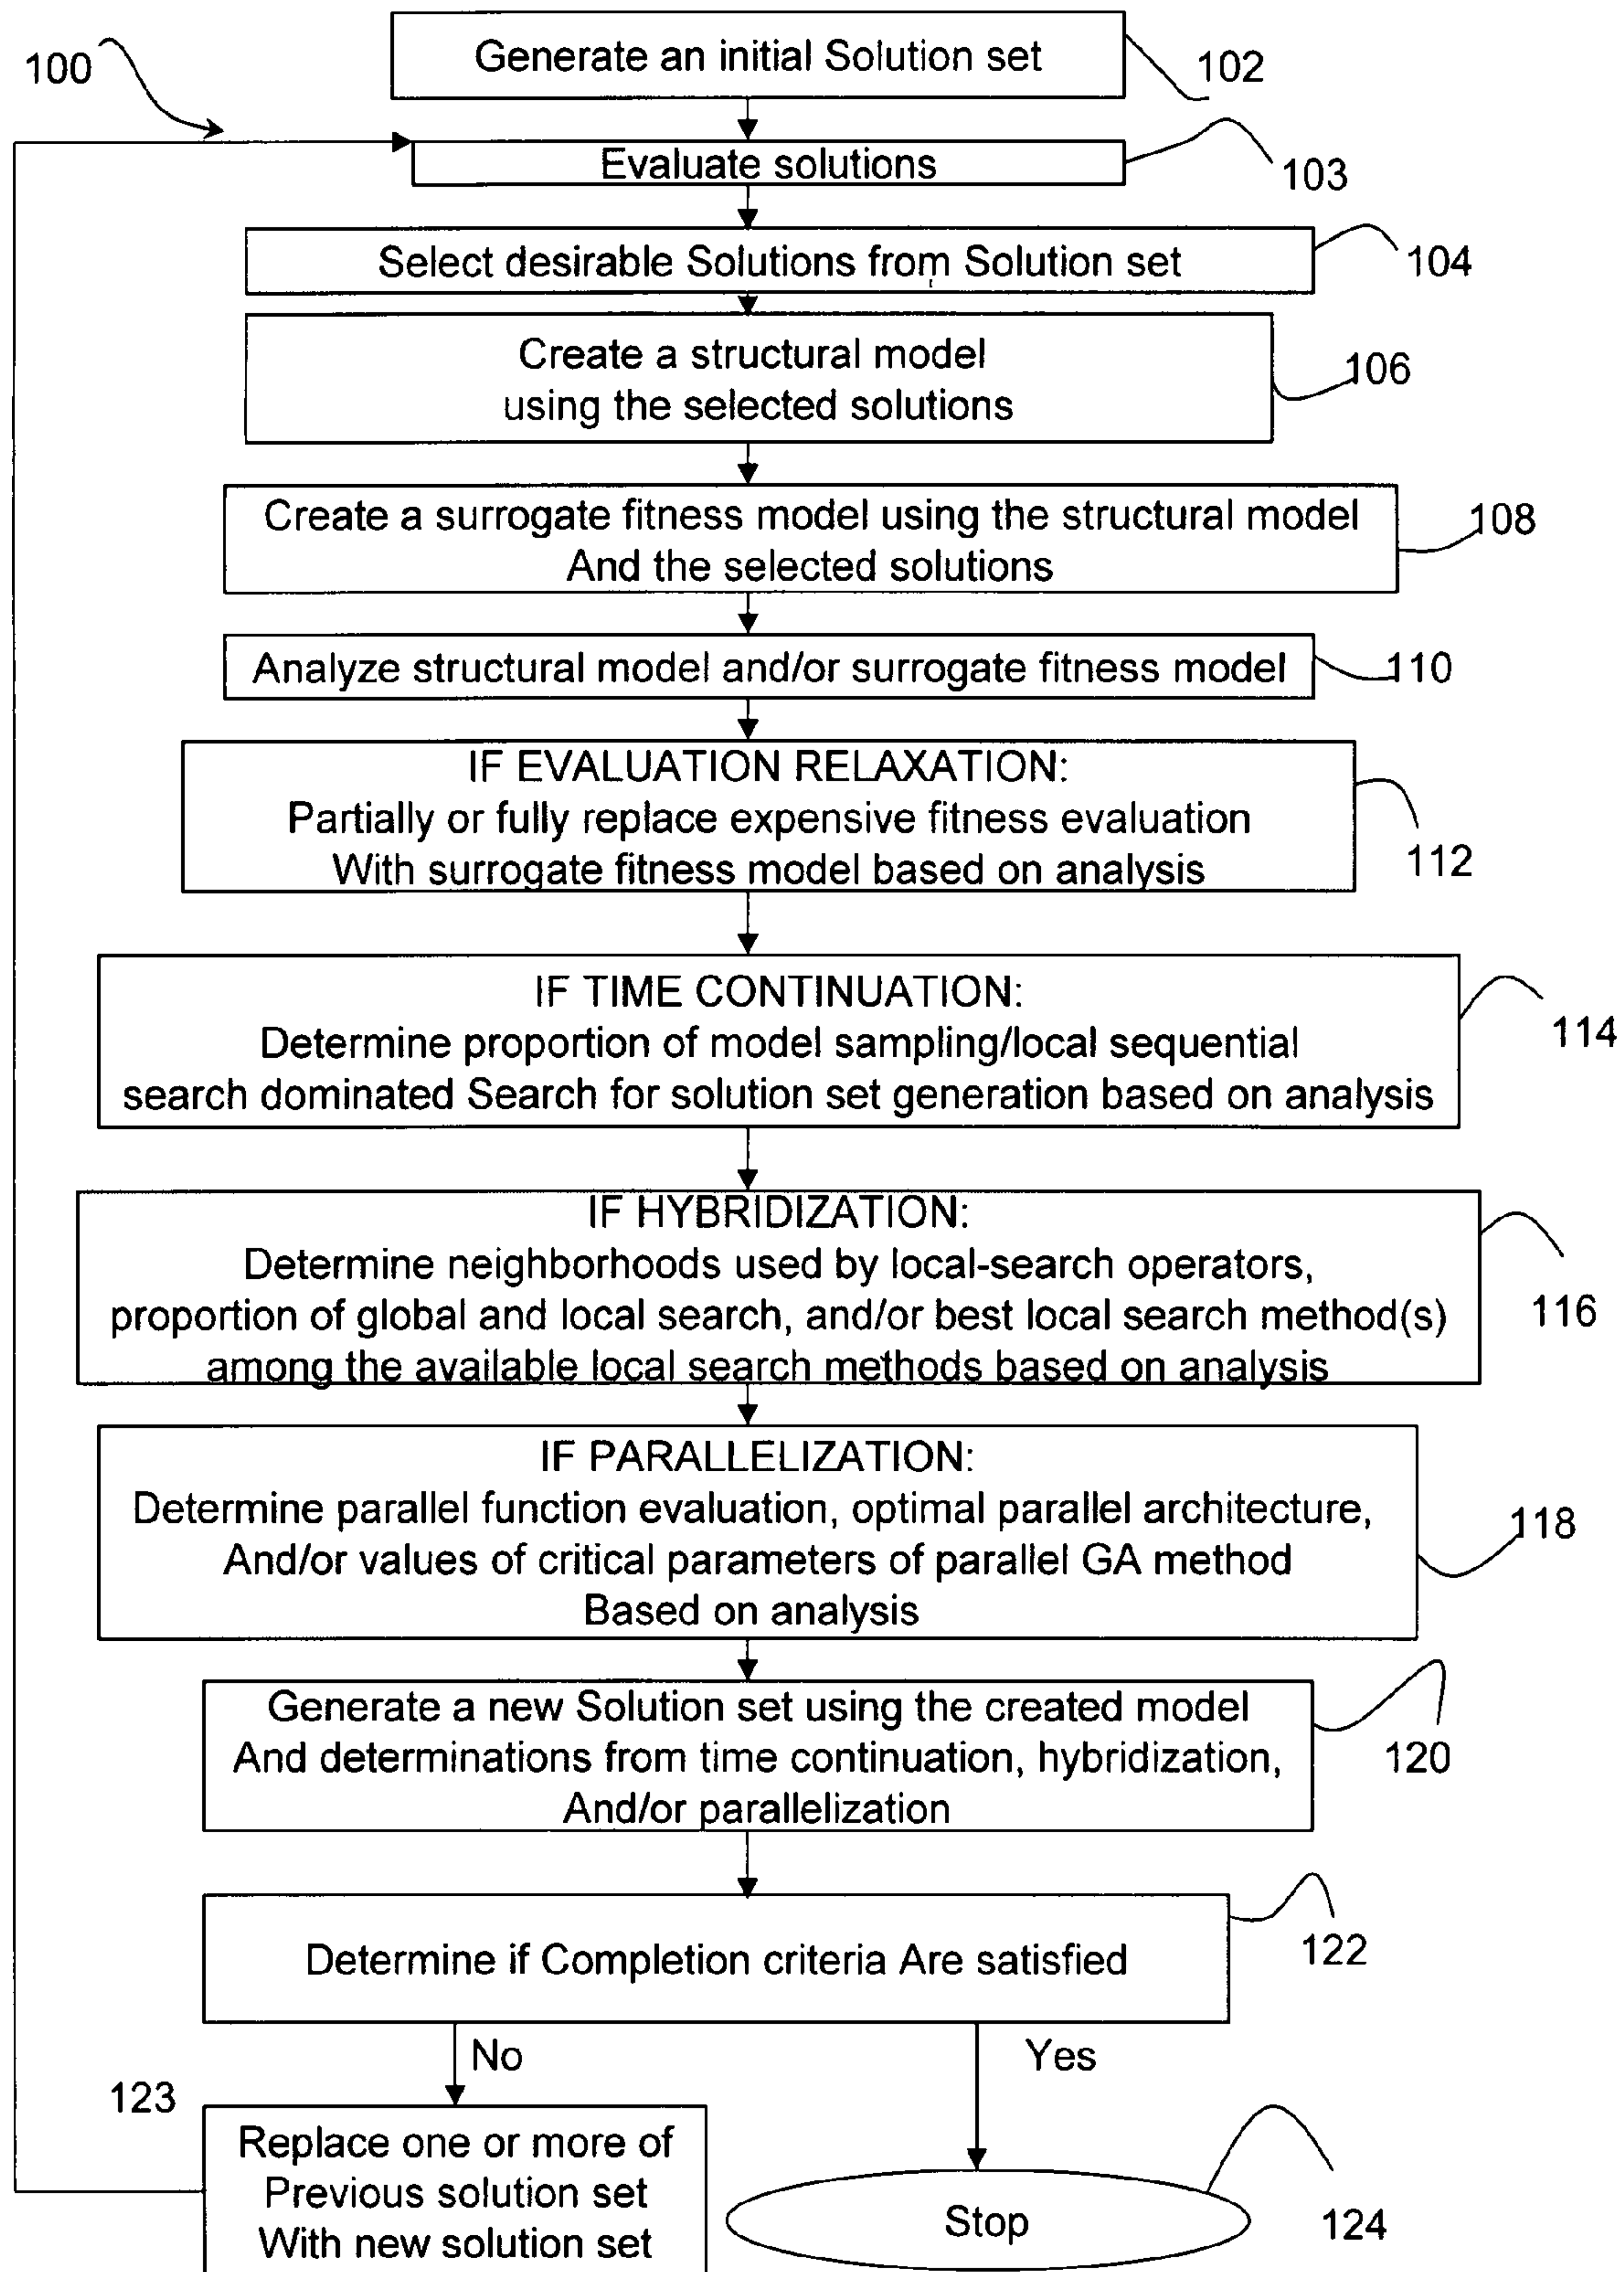 100
Generate an initial Solution set
102
Evaluate solutions
103
Select desirable Solutions from Solution set
104
Create a structural model
using the selected solutions
106
Create a surrogate fitness model using the structural model
And the selected solutions
108
Analyze structural model and/or surrogate fitness model
110
IF EVALUATION RELAXATION:
Partially or fully replace expensive fitness evaluation
With surrogate fitness model based on analysis
112
IF TIME CONTINUATION:
Determine proportion of model sampling/local sequential
search dominated Search for solution set generation based on analysis
114
IF HYBRIDIZATION:
Determine neighborhoods used by local-search operators,
proportion of global and local search, and/or best local search method(s)
among the available local search methods based on analysis
116
IF PARALLELIZATION:
Determine parallel function evaluation, optimal parallel architecture,
And/or values of critical parameters of parallel GA method
Based on analysis
118
Generate a new Solution set using the created model
And determinations from time continuation, hybridization,
And/or parallelization
120
Determine if Completion criteria Are satisfied
122
No
Yes
123
Replace one or more of
Previous solution set
With new solution set
Stop
124